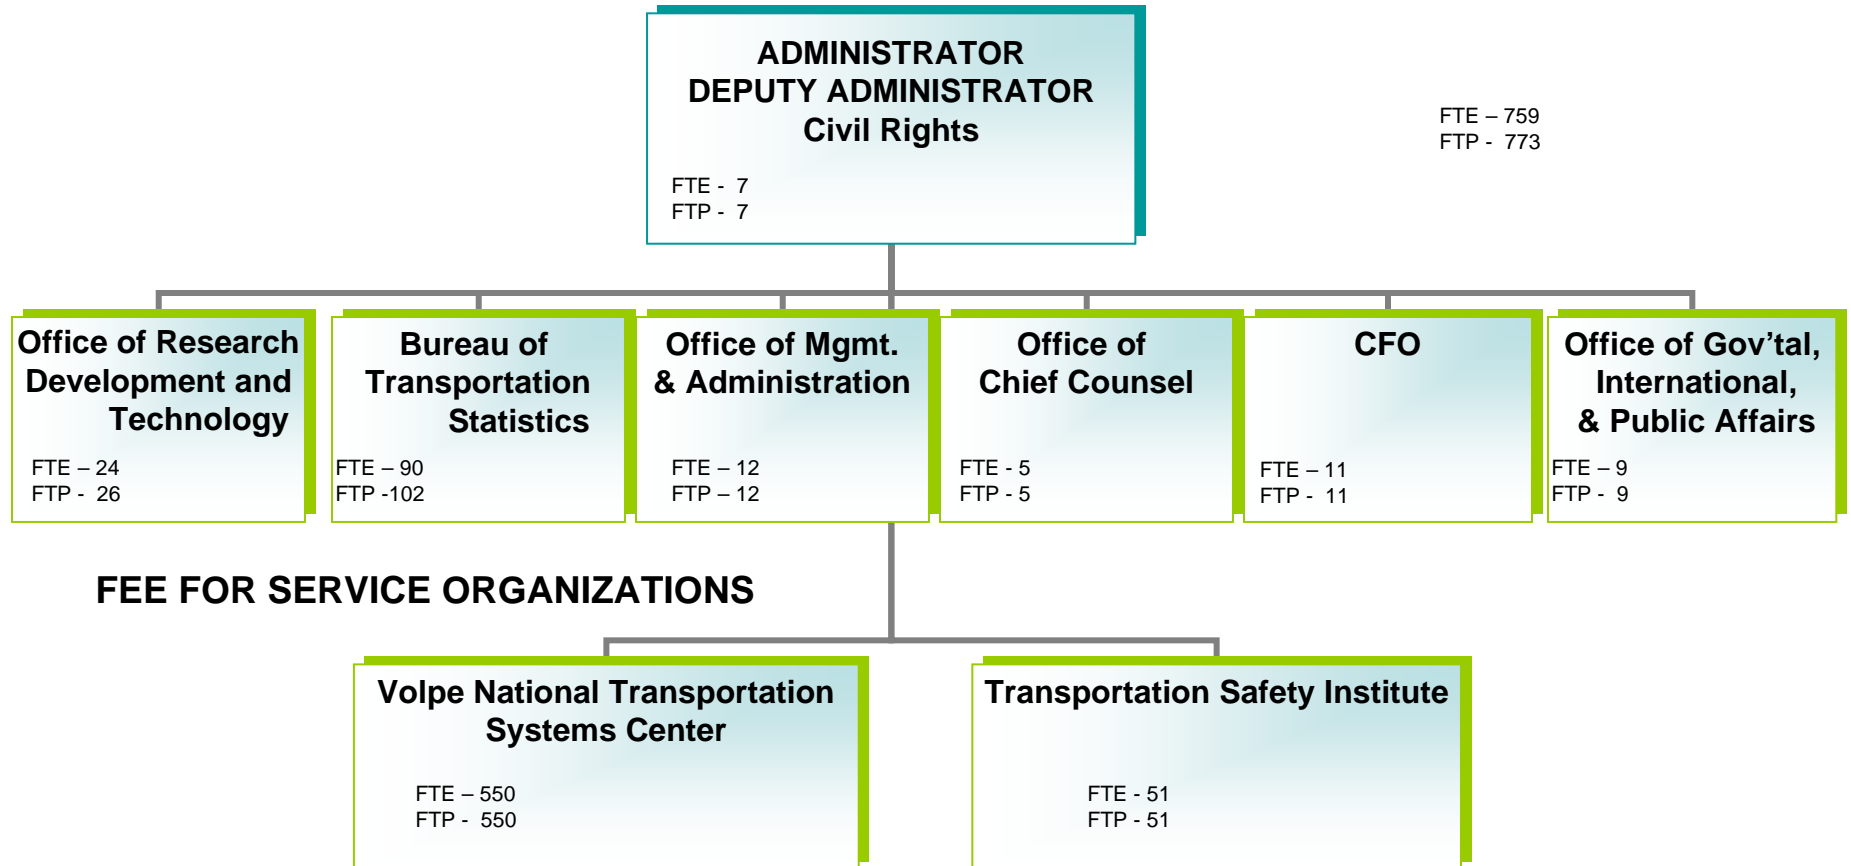 ADMINISTRATOR
DEPUTY ADMINISTRATOR
Civil Rights
FTE - 7
FTP - 7
FTE – 759
FTP - 773
Office of Research
Development and
Technology
FTE – 24
FTP - 26
Bureau of
Transportation
Statistics
FTE – 90
FTP -102
Office of Mgmt.
& Administration
FTE – 12
FTP – 12
Office of
Chief Counsel
FTE - 5
FTP - 5
CFO
FTE – 11
FTP - 11
Office of Gov’tal,
International,
& Public Affairs
FTE – 9
FTP - 9
FEE FOR SERVICE ORGANIZATIONS
Volpe National Transportation
Systems Center
FTE – 550
FTP - 550
Transportation Safety Institute
FTE - 51
FTP - 51